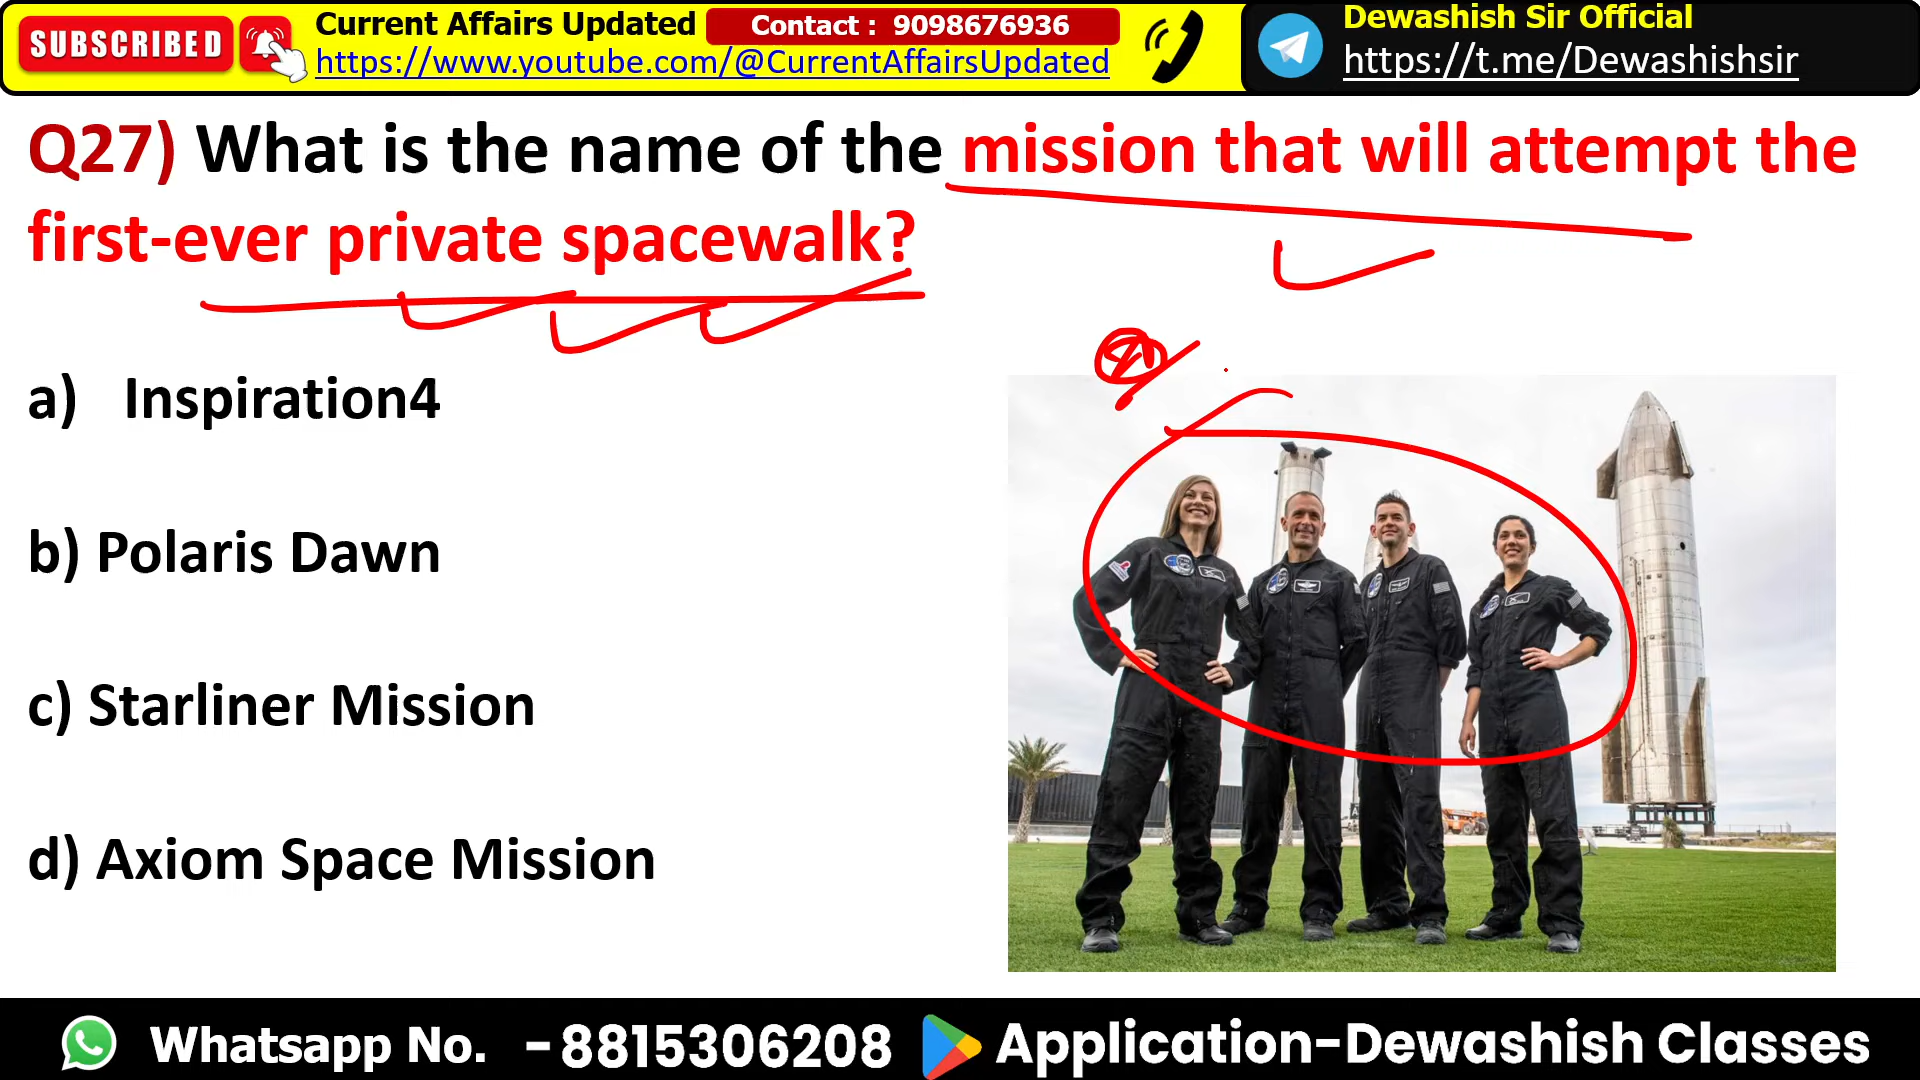 SUBSCRIBED
Current Affairs Updated
Contact : 9098676936
https://www.youtube.com/@CurrentAffairsUpdated
Dewashish Sir Official
https://t.me/Dewashishsir
Q27) What is the name of the mission that will attempt the
first-ever private spacewalk?
a) Inspiration4
b) Polaris Dawn
c) Starliner Mission
d) Axiom Space Mission
Whatsapp No. - 8815306208
Application-Dewashish Classes